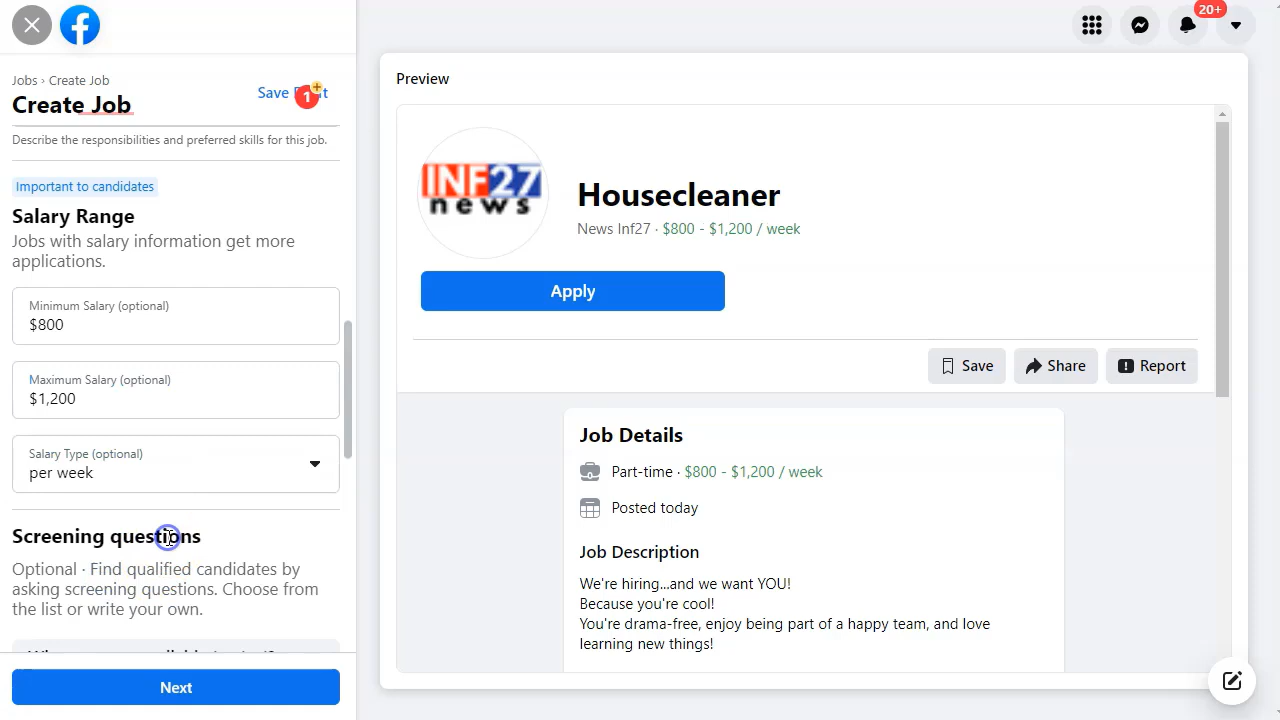 20+
Jobs › Create Job
Create Job
Save
1
Describe the responsibilities and preferred skills for this job.
Important to candidates
Salary Range
Jobs with salary information get more
applications.
Minimum Salary (optional)
$800
Maximum Salary (optional)
$1,200
Salary Type (optional)
per week
Screening questions
Optional · Find qualified candidates by
asking screening questions. Choose from
the list or write your own.
Next
Preview
INF27
news
Housecleaner
News Inf27 · $800 - $1,200 / week
Apply
Save
Share
Report
Job Details
Part-time · $800 - $1,200 / week
Posted today
Job Description
We're hiring...and we want YOU!
Because you're cool!
You're drama-free, enjoy being part of a happy team, and love
learning new things!